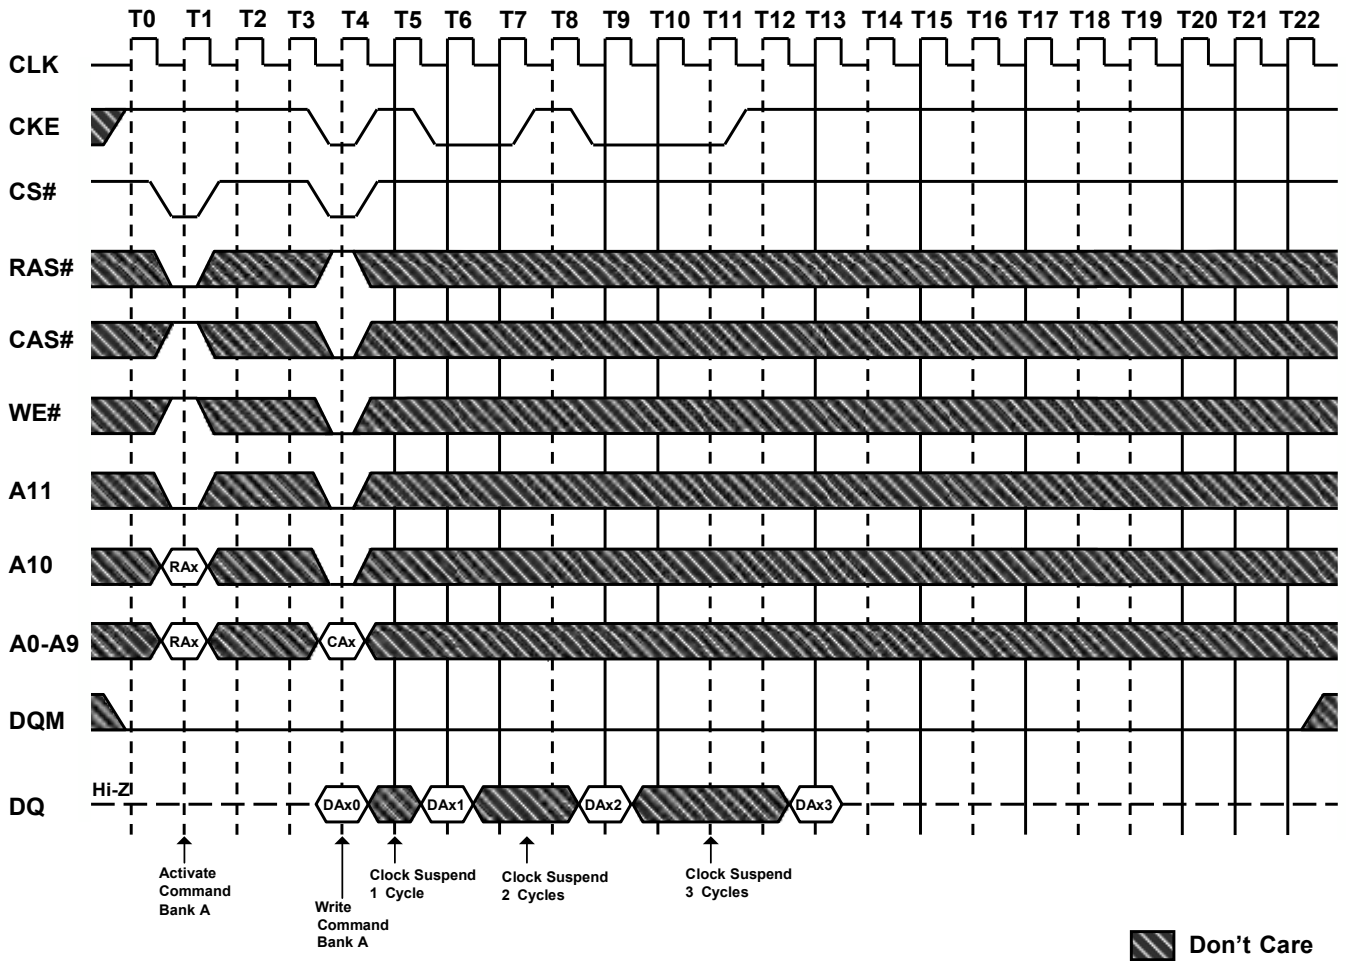 T0 T1 T2 T3 T4 T5 T6 T7 T8 T9 T10 T11 T12 T13 T14 T15 T16 T17 T18 T19 T20 T21 T22
CLK
CKE
CS#
RAS#
CAS#
WE#
A11
A10 RAx
A0-A9 RAx CAx
DQM
Hi-Z
DQ DAx0 DAx1 DAx2 DAx3
Activate
Command
Bank A
Write
Command
Bank A
Clock Suspend
1 Cycle
Clock Suspend
2 Cycles
Clock Suspend
3 Cycles
Don't Care